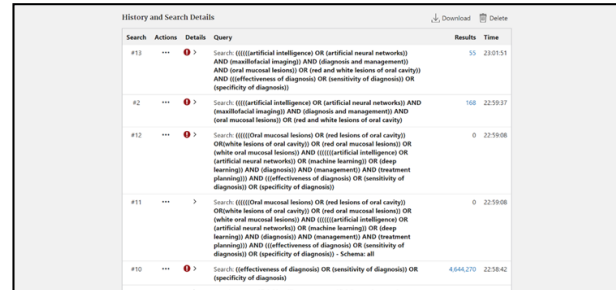 History and Search Details
Download
Delete
Search Actions Details Query Results Time
#13 ••• ! > Search: ((((((artificial intelligence) OR (artificial neural networks)) 55 23:01:51
AND (maxillofacial imaging)) AND (diagnosis and management))
AND (oral mucosal lesions)) OR (red and white lesions of oral cavity))
AND (((effectiveness of diagnosis) OR (sensitivity of diagnosis)) OR
(specificity of diagnosis))
#2 ••• ! > Search: (((((artificial intelligence) OR (artificial neural networks)) AND 168 22:59:37
(maxillofacial imaging)) AND (diagnosis and management)) AND
(oral mucosal lesions)) OR (red and white lesions of oral cavity)
#12 ••• ! > Search: ((((((Oral mucosal lesions) OR (red lesions of oral cavity)) 0 22:59:08
OR(white lesions of oral cavity)) OR (red oral mucosal lesions)) OR
(white oral mucosal lesions)) AND (((((((artificial intelligence) OR
(artificial neural networks)) OR (machine learning)) OR (deep
learning)) AND (diagnosis)) AND (management)) AND (treatment
planning))) AND (((effectiveness of diagnosis) OR (sensitivity of
diagnosis)) OR (specificity of diagnosis))
#11 ••• > Search: ((((((Oral mucosal lesions) OR (red lesions of oral cavity)) 0 22:59:08
OR(white lesions of oral cavity)) OR (red oral mucosal lesions)) OR
(white oral mucosal lesions)) AND (((((((artificial intelligence) OR
(artificial neural networks)) OR (machine learning)) OR (deep
learning)) AND (diagnosis)) AND (management)) AND (treatment
planning))) AND (((effectiveness of diagnosis) OR (sensitivity of
diagnosis)) OR (specificity of diagnosis)) - Schema: all
#10 ••• ! > Search: ((effectiveness of diagnosis) OR (sensitivity of diagnosis)) OR 4,644,270 22:58:42
(specificity of diagnosis)